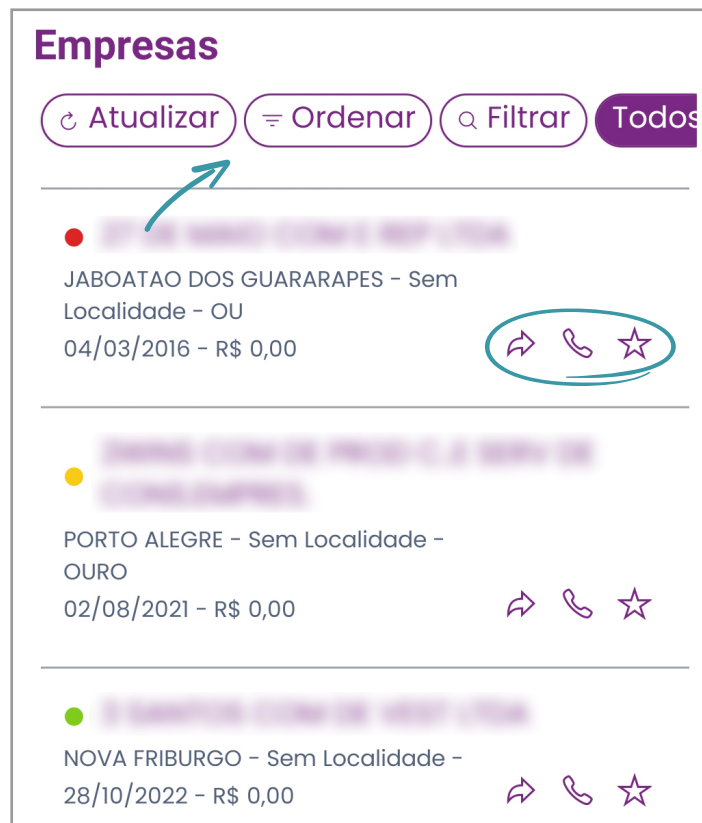 Empresas
Atualizar Ordenar Filtrar Todos
JABOATAO DOS GUARARAPES - Sem
Localidade - OU
04/03/2016 - R$ 0,00
PORTO ALEGRE - Sem Localidade -
OURO
02/08/2021 - R$ 0,00
NOVA FRIBURGO - Sem Localidade -
28/10/2022 - R$ 0,00